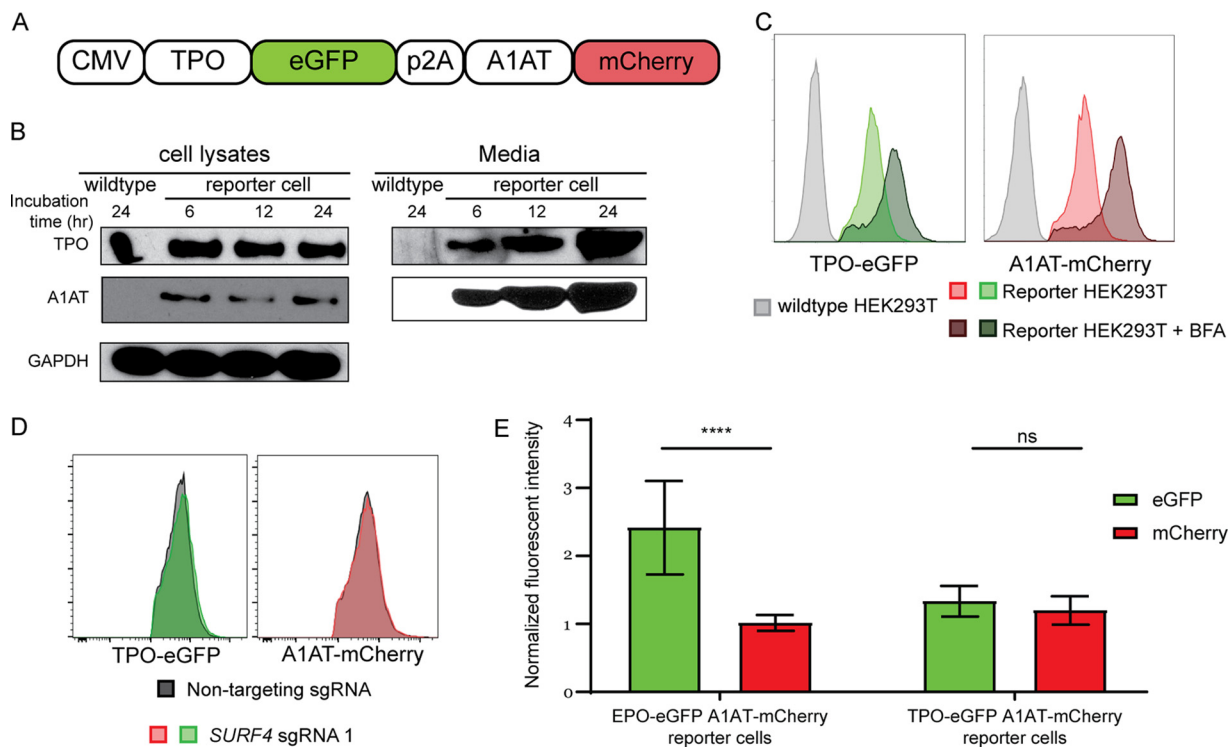 A
CMV TPO eGFP p2A A1AT mCherry
B
cell lysates Media
wildtype reporter cell wildtype reporter cell
Incubation time (hr) 24 6 12 24 24 6 12 24
TPO
A1AT
GAPDH
C
TPO-eGFP A1AT-mCherry
wildtype HEK293T
Reporter HEK293T
Reporter HEK293T + BFA
D
TPO-eGFP A1AT-mCherry
Non-targeting sgRNA
SURF4 sgRNA 1
E
Normalized fluorescent intensity
4
3
2
1
0
**** ns
eGFP
mCherry
EPO-eGFP A1AT-mCherry reporter cells
TPO-eGFP A1AT-mCherry reporter cells